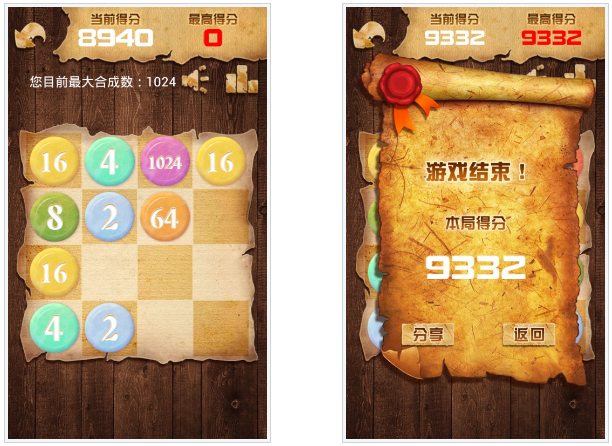 当前得分 最高得分
8940 0
您目前最大合成数：1024
16 4 1024 16
8 2 64
16
4 2
当前得分 最高得分
9332 9332
游戏结束！
本局得分
9332
分享 返回